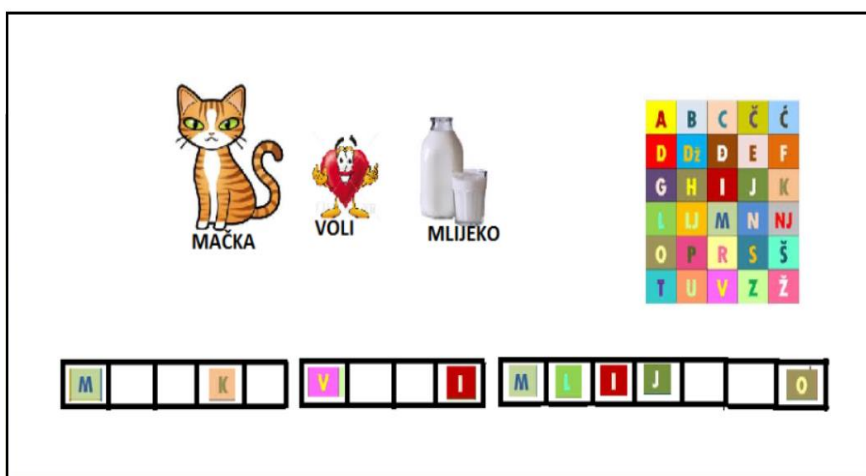 MAČKA VOLI MLIJEKO
A B C Č Ć
D Dž Đ E F
G H I J K
L LJ M N NJ
O P R S Š
T U V Z Ž
M K V I M L I J O